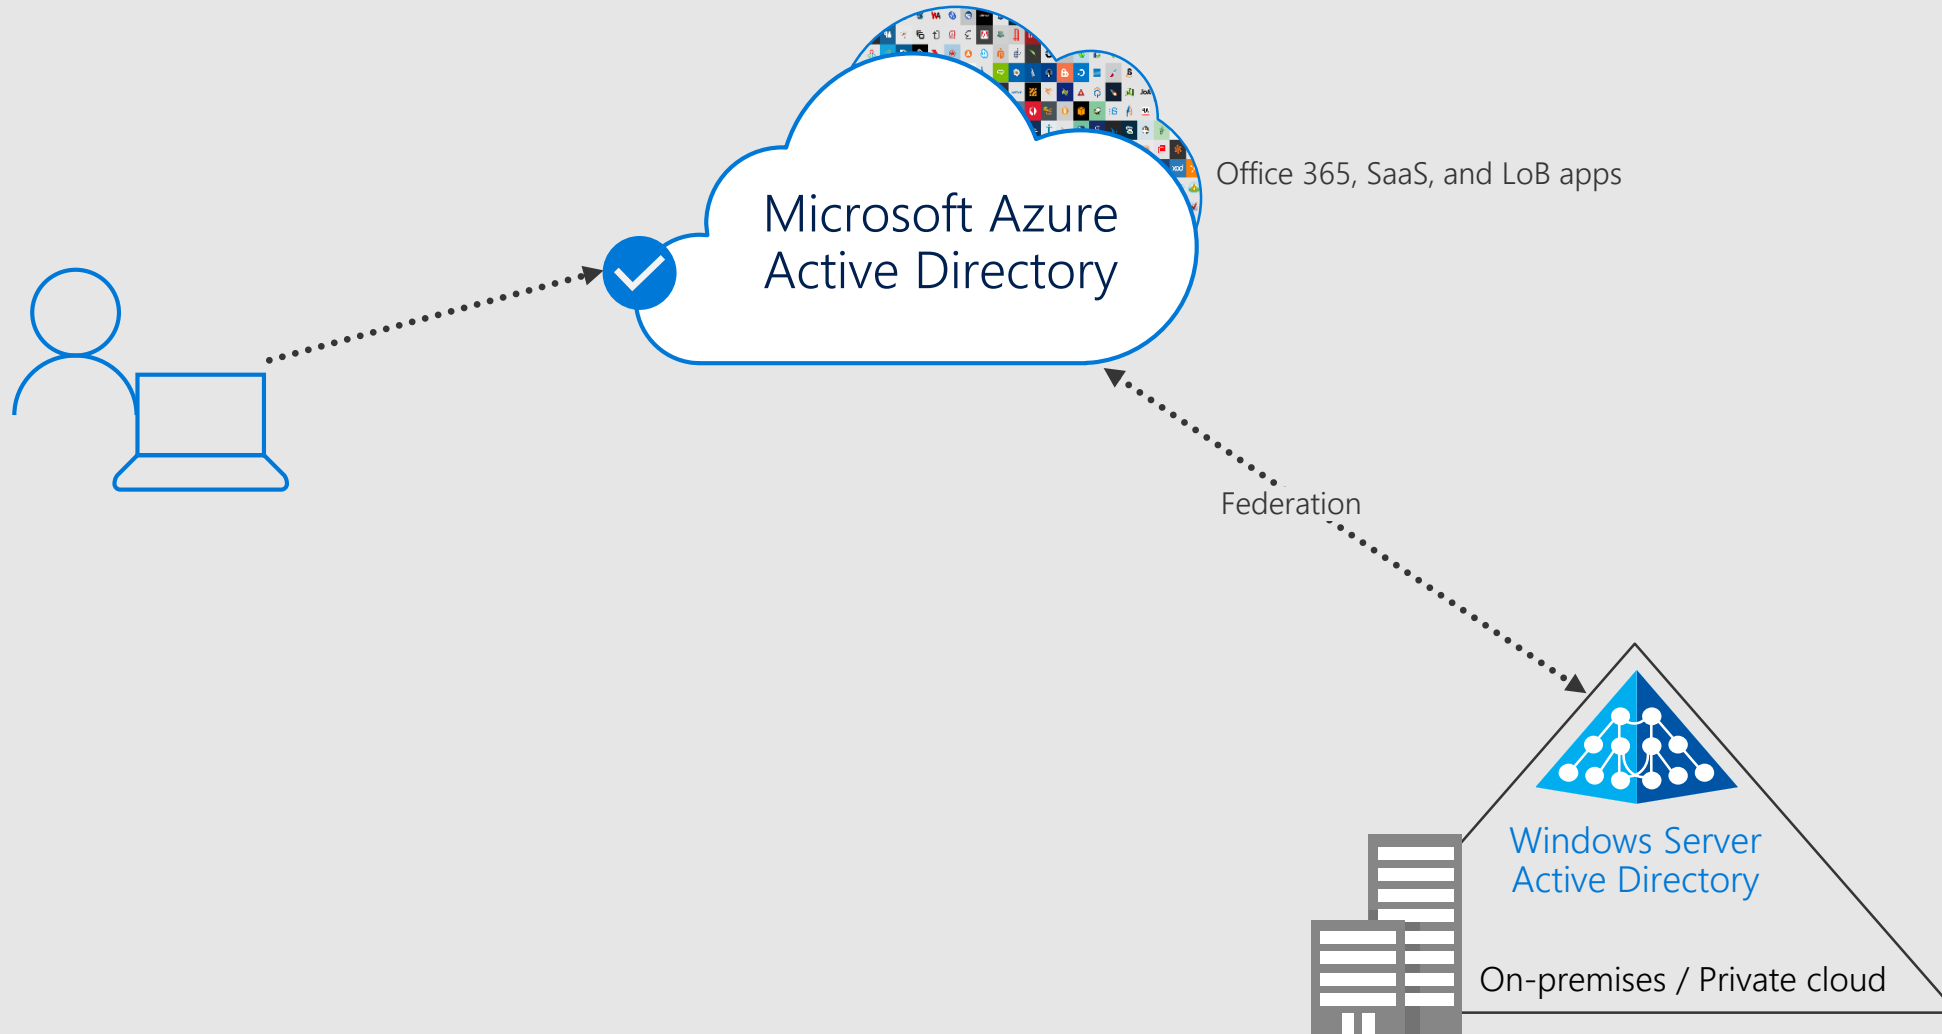 Office 365, SaaS, and LoB apps
Microsoft Azure
Active Directory
Federation
Windows Server
Active Directory
On-premises / Private cloud